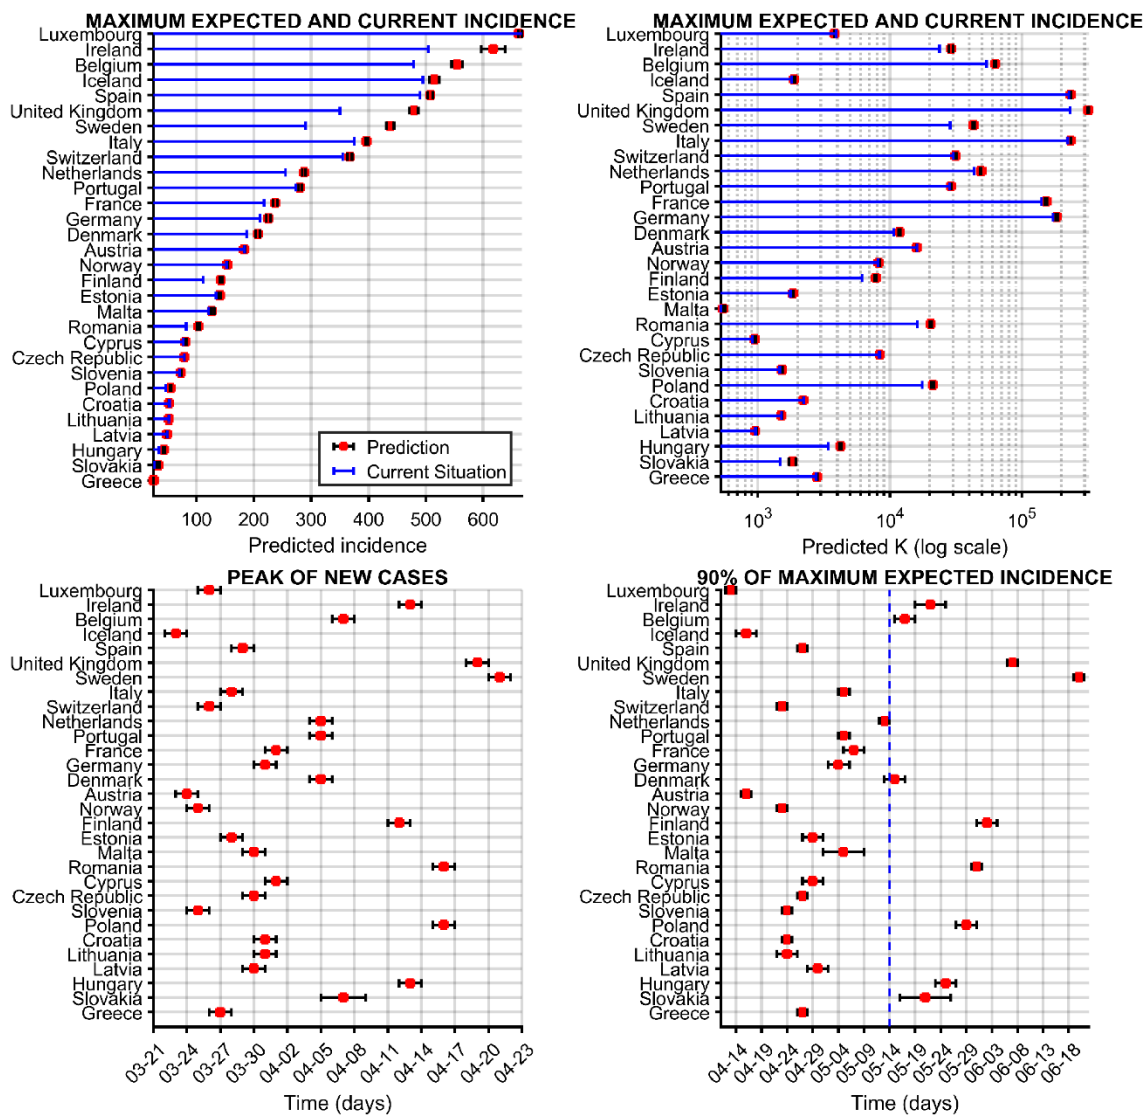 MAXIMUM EXPECTED AND CURRENT INCIDENCE
Luxembourg
Ireland
Belgium
Iceland
Spain
United Kingdom
Sweden
Italy
Switzerland
Netherlands
Portugal
France
Germany
Denmark
Austria
Norway
Finland
Estonia
Malta
Romania
Cyprus
Czech Republic
Slovenia
Poland
Croatia
Lithuania
Latvia
Hungary
Slovakia
Greece
Prediction
Current Situation
100 200 300 400 500 600
Predicted incidence
MAXIMUM EXPECTED AND CURRENT INCIDENCE
Luxembourg
Ireland
Belgium
Iceland
Spain
United Kingdom
Sweden
Italy
Switzerland
Netherlands
Portugal
France
Germany
Denmark
Austria
Norway
Finland
Estonia
Malta
Romania
Cyprus
Czech Republic
Slovenia
Poland
Croatia
Lithuania
Latvia
Hungary
Slovakia
Greece
10³ 10⁴ 10⁵
Predicted K (log scale)
PEAK OF NEW CASES
Luxembourg
Ireland
Belgium
Iceland
Spain
United Kingdom
Sweden
Italy
Switzerland
Netherlands
Portugal
France
Germany
Denmark
Austria
Norway
Finland
Estonia
Malta
Romania
Cyprus
Czech Republic
Slovenia
Poland
Croatia
Lithuania
Latvia
Hungary
Slovakia
Greece
03-21 03-24 03-27 03-30 04-02 04-05 04-08 04-11 04-14 04-17 04-20 04-23
Time (days)
90% OF MAXIMUM EXPECTED INCIDENCE
Luxembourg
Ireland
Belgium
Iceland
Spain
United Kingdom
Sweden
Italy
Switzerland
Netherlands
Portugal
France
Germany
Denmark
Austria
Norway
Finland
Estonia
Malta
Romania
Cyprus
Czech Republic
Slovenia
Poland
Croatia
Lithuania
Latvia
Hungary
Slovakia
Greece
04-14 04-19 04-24 04-29 05-04 05-09 05-14 05-19 05-24 05-29 06-03 06-08 06-13 06-18
Time (days)